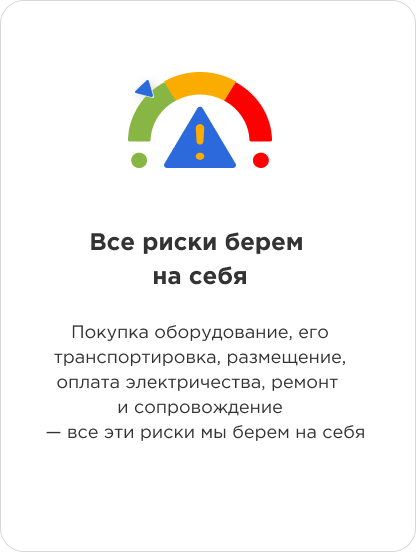 Все риски берем
на себя
Покупка оборудование, его
транспортировка, размещение,
оплата электричества, ремонт
и сопровождение
— все эти риски мы берем на себя